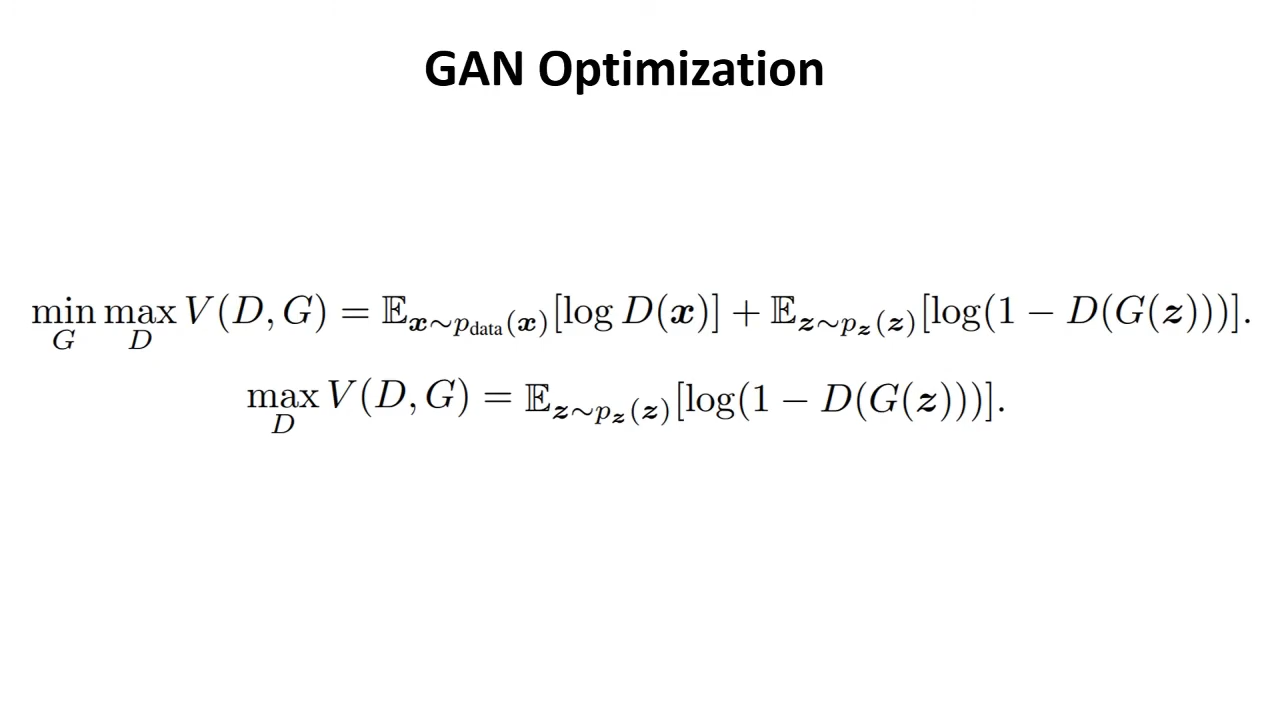 GAN Optimization
min_G max_D V(D, G) = 𝔼_{x∼p_data(x)}[log D(x)] + 𝔼_{z∼p_z(z)}[log(1 − D(G(z)))].
max_D V(D, G) = 𝔼_{z∼p_z(z)}[log(1 − D(G(z)))].